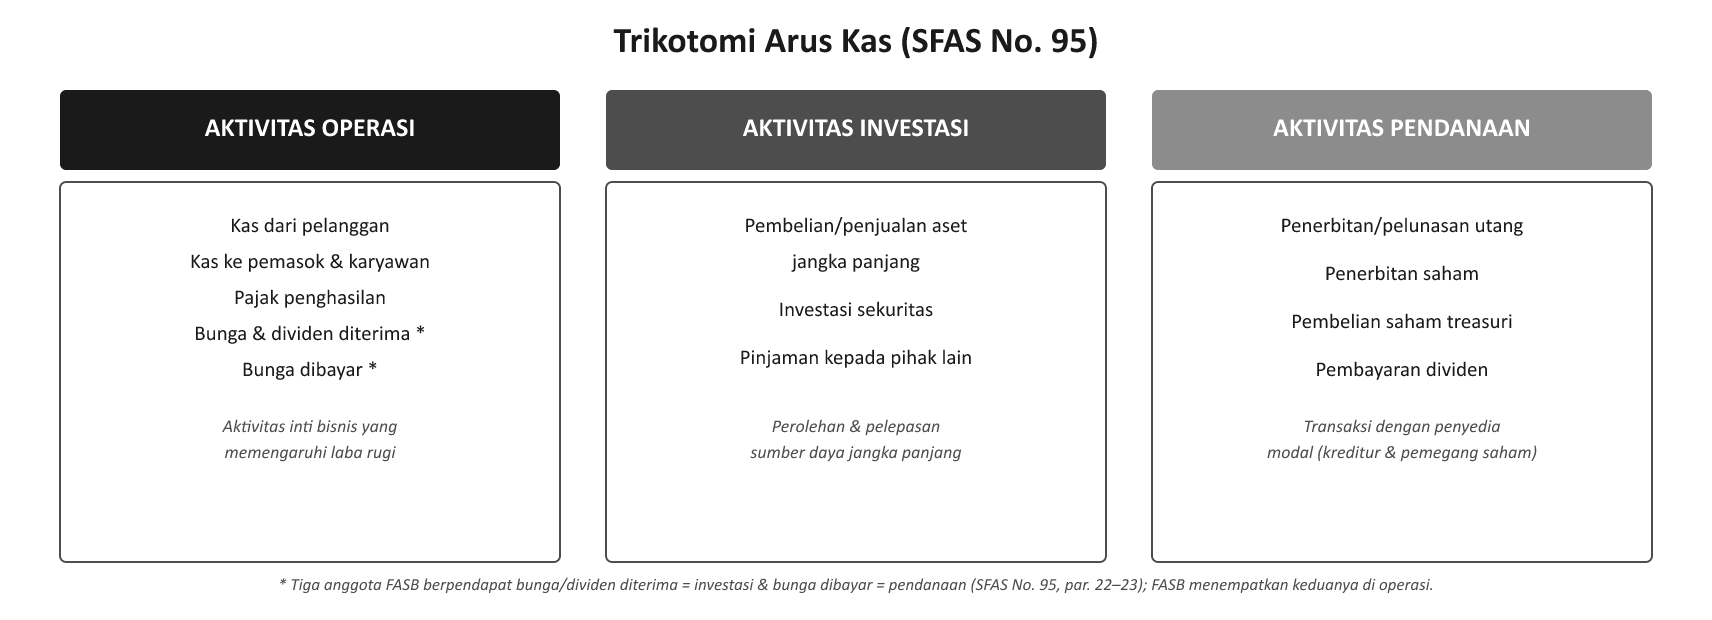 Trikotomi Arus Kas (SFAS No. 95)
AKTIVITAS OPERASI
Kas dari pelanggan
Kas ke pemasok & karyawan
Pajak penghasilan
Bunga & dividen diterima *
Bunga dibayar *
Aktivitas inti bisnis yang
memengaruhi laba rugi
AKTIVITAS INVESTASI
Pembelian/penjualan aset
jangka panjang
Investasi sekuritas
Pinjaman kepada pihak lain
Perolehan & pelepasan
sumber daya jangka panjang
AKTIVITAS PENDANAAN
Penerbitan/pelunasan utang
Penerbitan saham
Pembelian saham treasuri
Pembayaran dividen
Transaksi dengan penyedia
modal (kreditur & pemegang saham)
* Tiga anggota FASB berpendapat bunga/dividen diterima = investasi & bunga dibayar = pendanaan (SFAS No. 95, par. 22–23); FASB menempatkan keduanya di operasi.